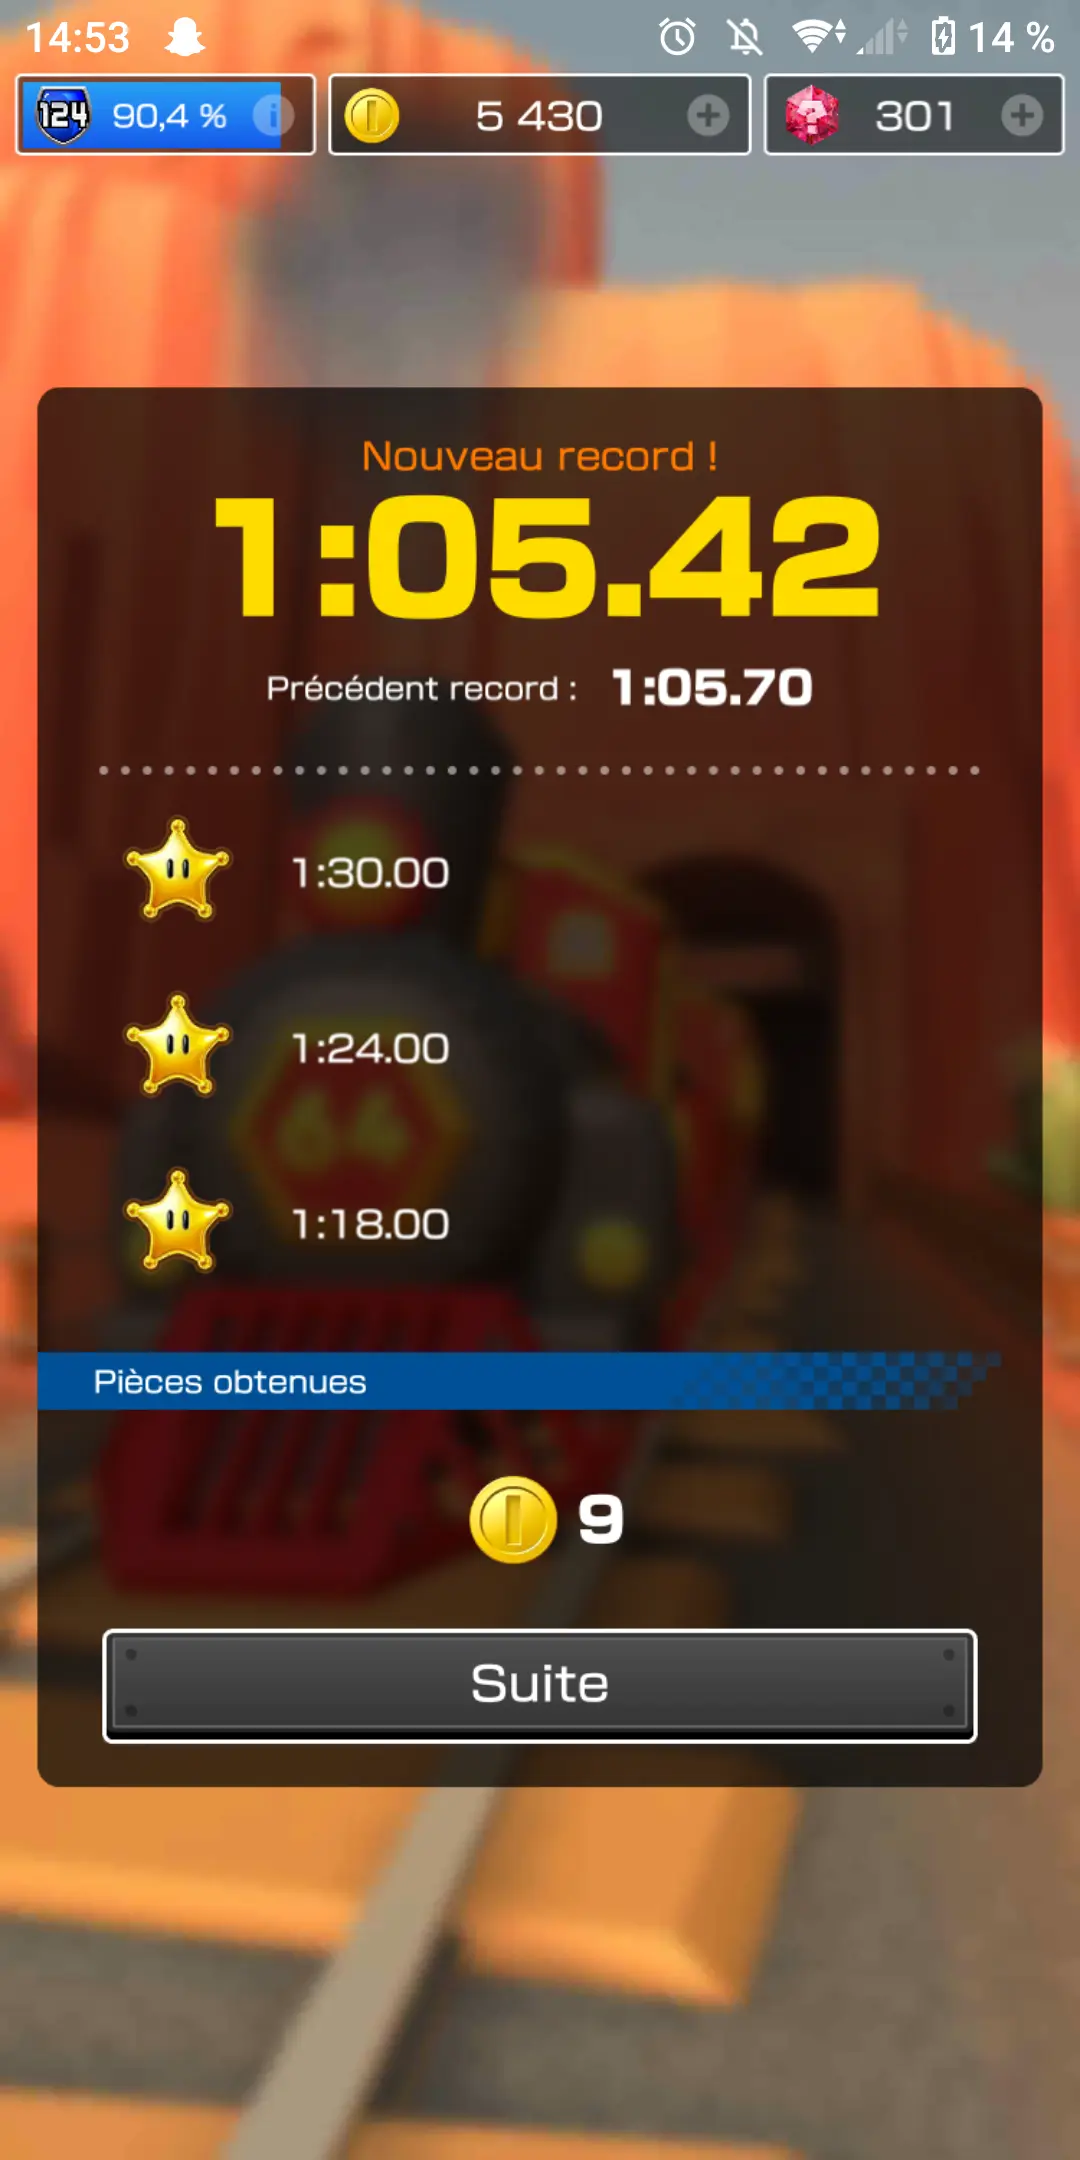 14:53 14 %
124 90,4 % i 5 430 + 301 +
Nouveau record !
1:05.42
Précédent record : 1:05.70
1:30.00
1:24.00
64
1:18.00
Pièces obtenues
9
Suite